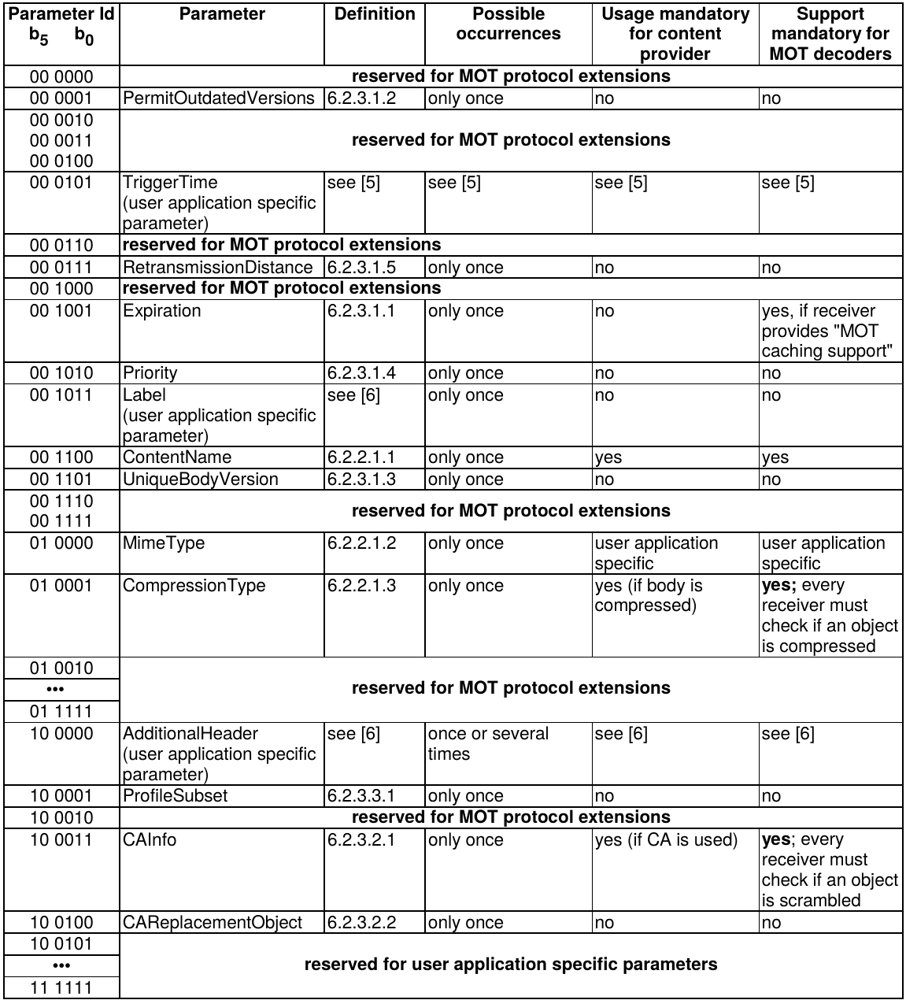 Parameter Id Parameter Definition Possible Usage mandatory Support
b5 b0 occurrences for content mandatory for
provider MOT decoders
00 0000 reserved for MOT protocol extensions
00 0001 PermitOutdatedVersions 6.2.3.1.2 only once no no
00 0010
00 0011 reserved for MOT protocol extensions
00 0100
00 0101 TriggerTime see [5] see [5] see [5] see [5]
(user application specific
parameter)
00 0110 reserved for MOT protocol extensions
00 0111 RetransmissionDistance 6.2.3.1.5 only once no no
00 1000 reserved for MOT protocol extensions
00 1001 Expiration 6.2.3.1.1 only once no yes, if receiver
provides "MOT
caching support"
00 1010 Priority 6.2.3.1.4 only once no no
00 1011 Label see [6] only once no no
(user application specific
parameter)
00 1100 ContentName 6.2.2.1.1 only once yes yes
00 1101 UniqueBodyVersion 6.2.3.1.3 only once no no
00 1110 reserved for MOT protocol extensions
00 1111
01 0000 MimeType 6.2.2.1.2 only once user application user application
specific specific
01 0001 CompressionType 6.2.2.1.3 only once yes (if body is yes; every
compressed) receiver must
check if an object
is compressed
01 0010
••• reserved for MOT protocol extensions
01 1111
10 0000 AdditionalHeader see [6] once or several see [6] see [6]
(user application specific times
parameter)
10 0001 ProfileSubset 6.2.3.3.1 only once no no
10 0010 reserved for MOT protocol extensions
10 0011 CAInfo 6.2.3.2.1 only once yes (if CA is used) yes; every
receiver must
check if an object
is scrambled
10 0100 CAReplacementObject 6.2.3.2.2 only once no no
10 0101
••• reserved for user application specific parameters
11 1111